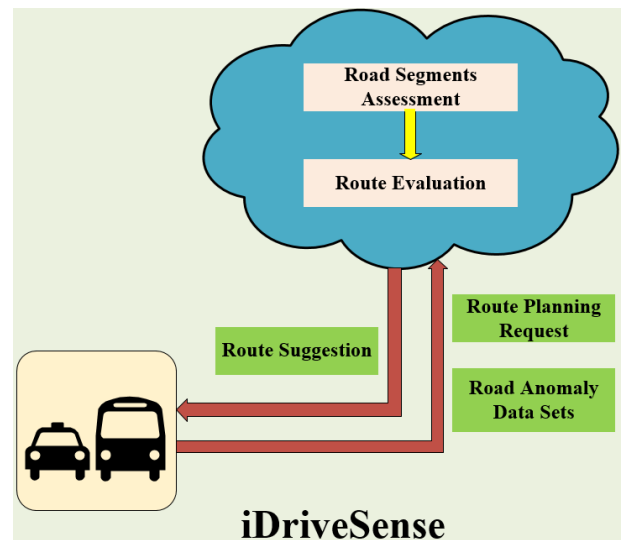 Road Segments
Assessment
Route Evaluation
Route Planning
Request
Route Suggestion
Road Anomaly
Data Sets
iDriveSense